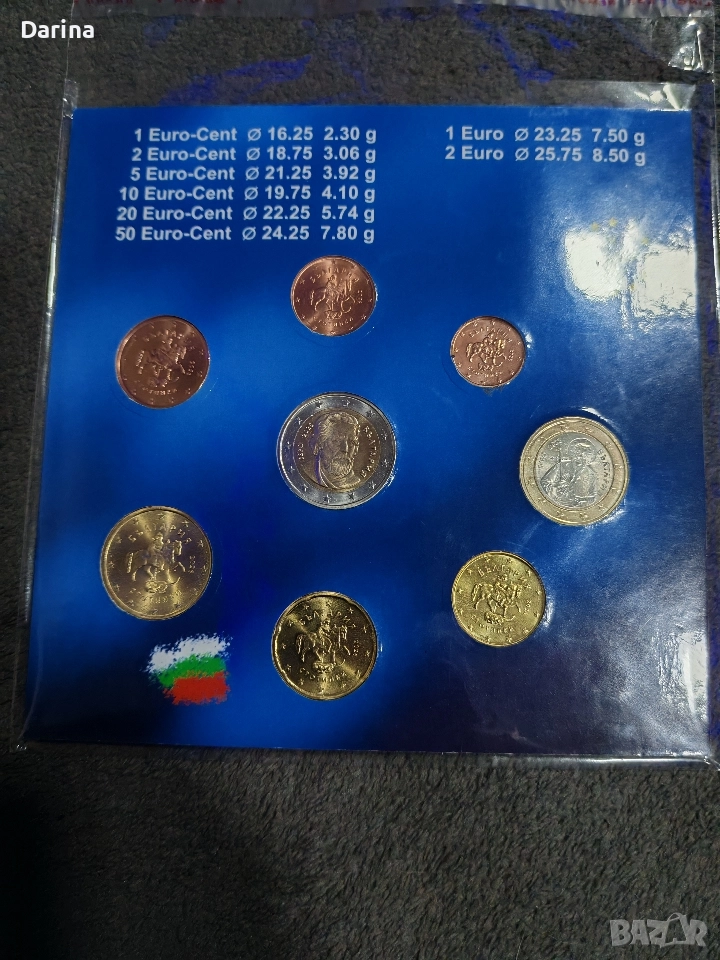 Darina
1 Euro-Cent Ø 16.25 2.30 g
2 Euro-Cent Ø 18.75 3.06 g
5 Euro-Cent Ø 21.25 3.92 g
10 Euro-Cent Ø 19.75 4.10 g
20 Euro-Cent Ø 22.25 5.74 g
50 Euro-Cent Ø 24.25 7.80 g
1 Euro Ø 23.25 7.50 g
2 Euro Ø 25.75 8.50 g
BAZAR